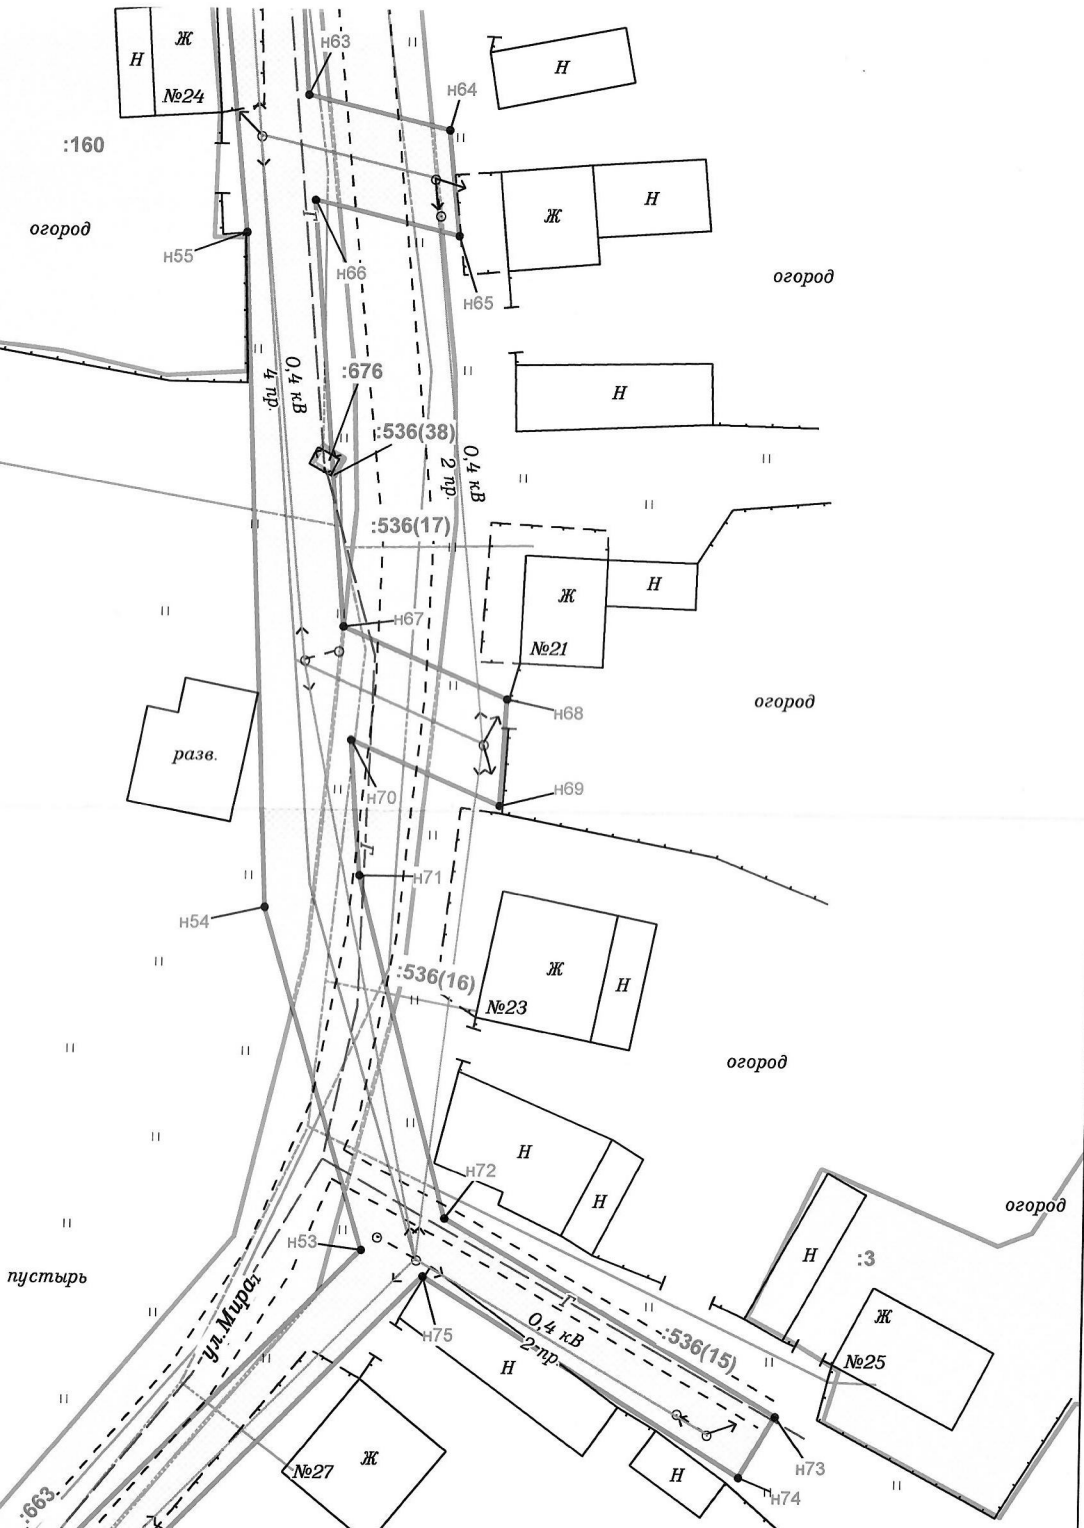 н63
Ж
Н
Н
№24
н64
:160
Ж
Н
огород
н55
н66
огород
н65
:676
0,4 кВ
4 пр.
Н
:536(38)
0,4 кВ
2 пр.
:536(17)
Ж
Н
н67
№21
огород
н68
разв.
н69
н70
Г
н71
н54
:536(16)
Ж
Н
№23
огород
Н
н72
Н
огород
н53
Н
:3
пустырь
ул.Мира
Г
0,4 кВ
2 пр.
:536(15)
Ж
№25
н75
Н
№27
Ж
Н
н73
н74
:663